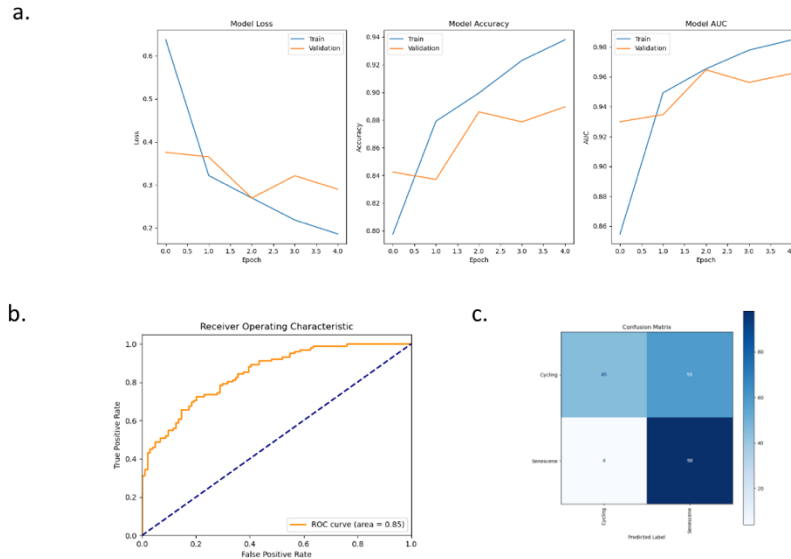 a.
Model Loss
Train
Validation
0.6
0.5
0.4
0.3
0.2
Loss
0.0 0.5 1.0 1.5 2.0 2.5 3.0 3.5 4.0
Epoch
Model Accuracy
Train
Validation
0.94
0.92
0.90
0.88
0.86
0.84
0.82
0.80
Accuracy
0.0 0.5 1.0 1.5 2.0 2.5 3.0 3.5 4.0
Epoch
Model AUC
Train
Validation
0.98
0.96
0.94
0.92
0.90
0.88
0.86
AUC
0.0 0.5 1.0 1.5 2.0 2.5 3.0 3.5 4.0
Epoch
b.
Receiver Operating Characteristic
1.0
0.8
0.6
0.4
0.2
0.0
True Positive Rate
ROC curve (area = 0.85)
0.0 0.2 0.4 0.6 0.8 1.0
False Positive Rate
c.
Confusion Matrix
Cycling
Senescene
Cycling
Senescene
Predicted Label
80
60
40
20